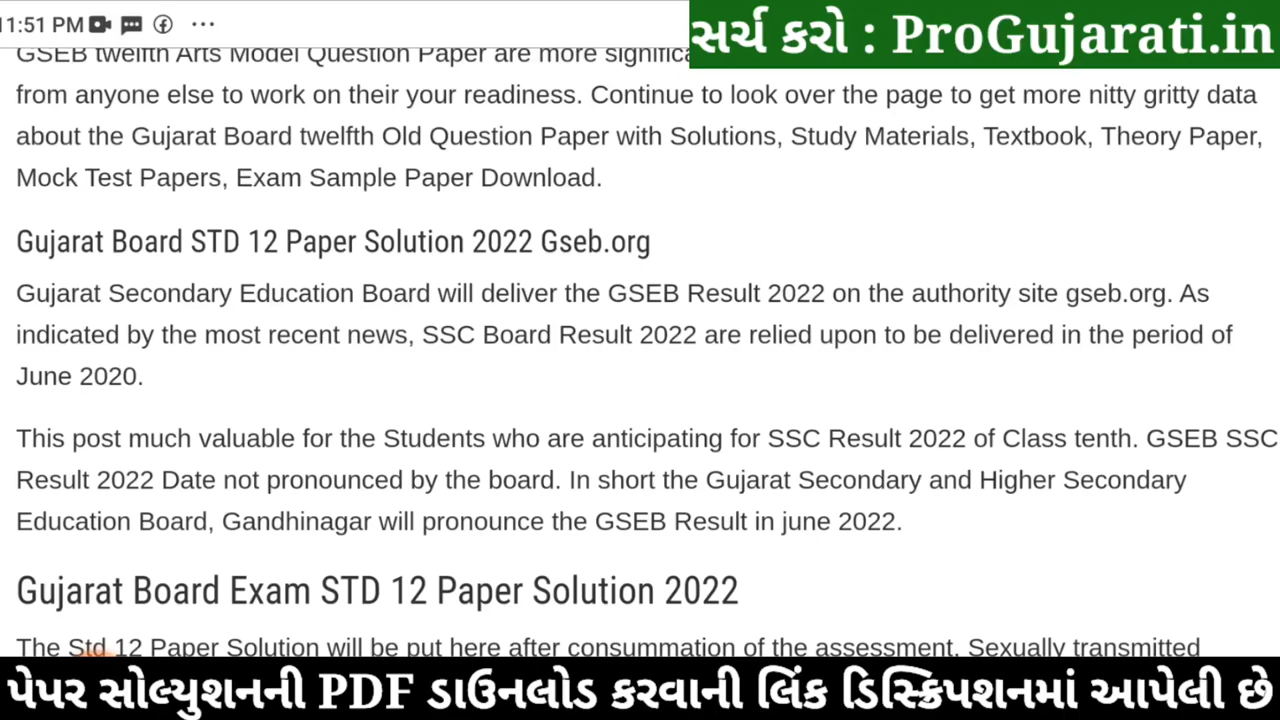 11:51 PM
સર્ચ કરો : ProGujarati.in
GSEB twelfth Arts Model Question Paper are more
from anyone else to work on their your readiness. Continue to look over the page to get more nitty gritty data
about the Gujarat Board twelfth Old Question Paper with Solutions, Study Materials, Textbook, Theory Paper,
Mock Test Papers, Exam Sample Paper Download.
Gujarat Board STD 12 Paper Solution 2022 Gseb.org
Gujarat Secondary Education Board will deliver the GSEB Result 2022 on the authority site gseb.org. As
indicated by the most recent news, SSC Board Result 2022 are relied upon to be delivered in the period of
June 2020.
This post much valuable for the Students who are anticipating for SSC Result 2022 of Class tenth. GSEB SSC
Result 2022 Date not pronounced by the board. In short the Gujarat Secondary and Higher Secondary
Education Board, Gandhinagar will pronounce the GSEB Result in june 2022.
Gujarat Board Exam STD 12 Paper Solution 2022
The Std 12 Paper Solution will be put here after consummation of the assessment. Sexually transmitted
પેપર સોલ્યુશનની PDF ડાઉનલોડ કરવાની લિંક ડિસ્ક્રિપશનમાં આપેલી છે